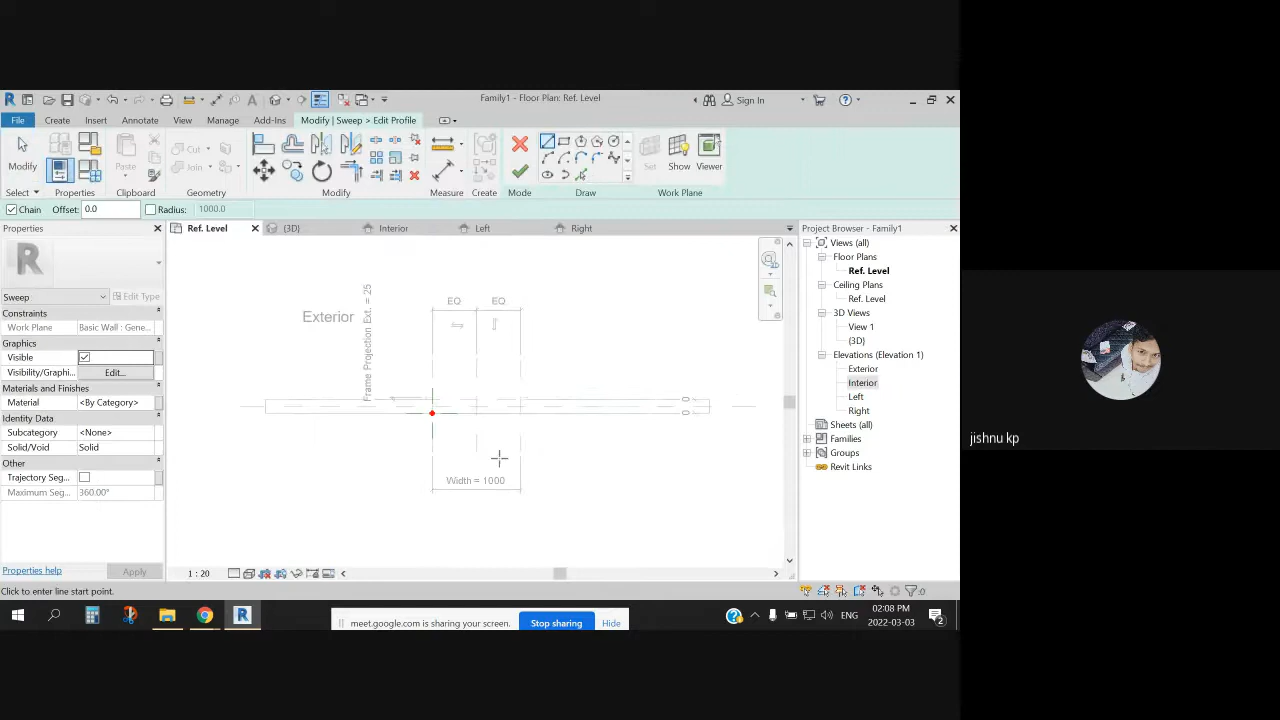 Family1 - Floor Plan: Ref. Level
Sign In
File Create Insert Annotate View Manage Add-Ins Modify | Sweep > Edit Profile
Modify
Paste
Cut
Join
Set Show Viewer
Select Properties Clipboard Geometry Modify Measure Create Mode Draw Work Plane
Chain Offset: 0.0 Radius: 1000.0
Properties
Ref. Level (3D) Interior Left Right
Project Browser - Family1
Sweep Edit Type
Constraints
Work Plane Basic Wall : Gene...
Graphics
Visible
Visibility/Graphi... Edit...
Materials and Finishes
Material <By Category>
Identity Data
Subcategory <None>
Solid/Void Solid
Other
Trajectory Seg...
Maximum Seg... 360.00°
Properties help Apply
Exterior
Frame Projection Ext. = 25
EQ EQ
Width = 1000
Views (all)
Floor Plans
Ref. Level
Ceiling Plans
Ref. Level
3D Views
View 1
(3D)
Elevations (Elevation 1)
Exterior
Interior
Left
Right
Sheets (all)
Families
Groups
Revit Links
1 : 20
Click to enter line start point.
:0
meet.google.com is sharing your screen. Stop sharing Hide
ENG
02:08 PM
2022-03-03
2
jishnu kp